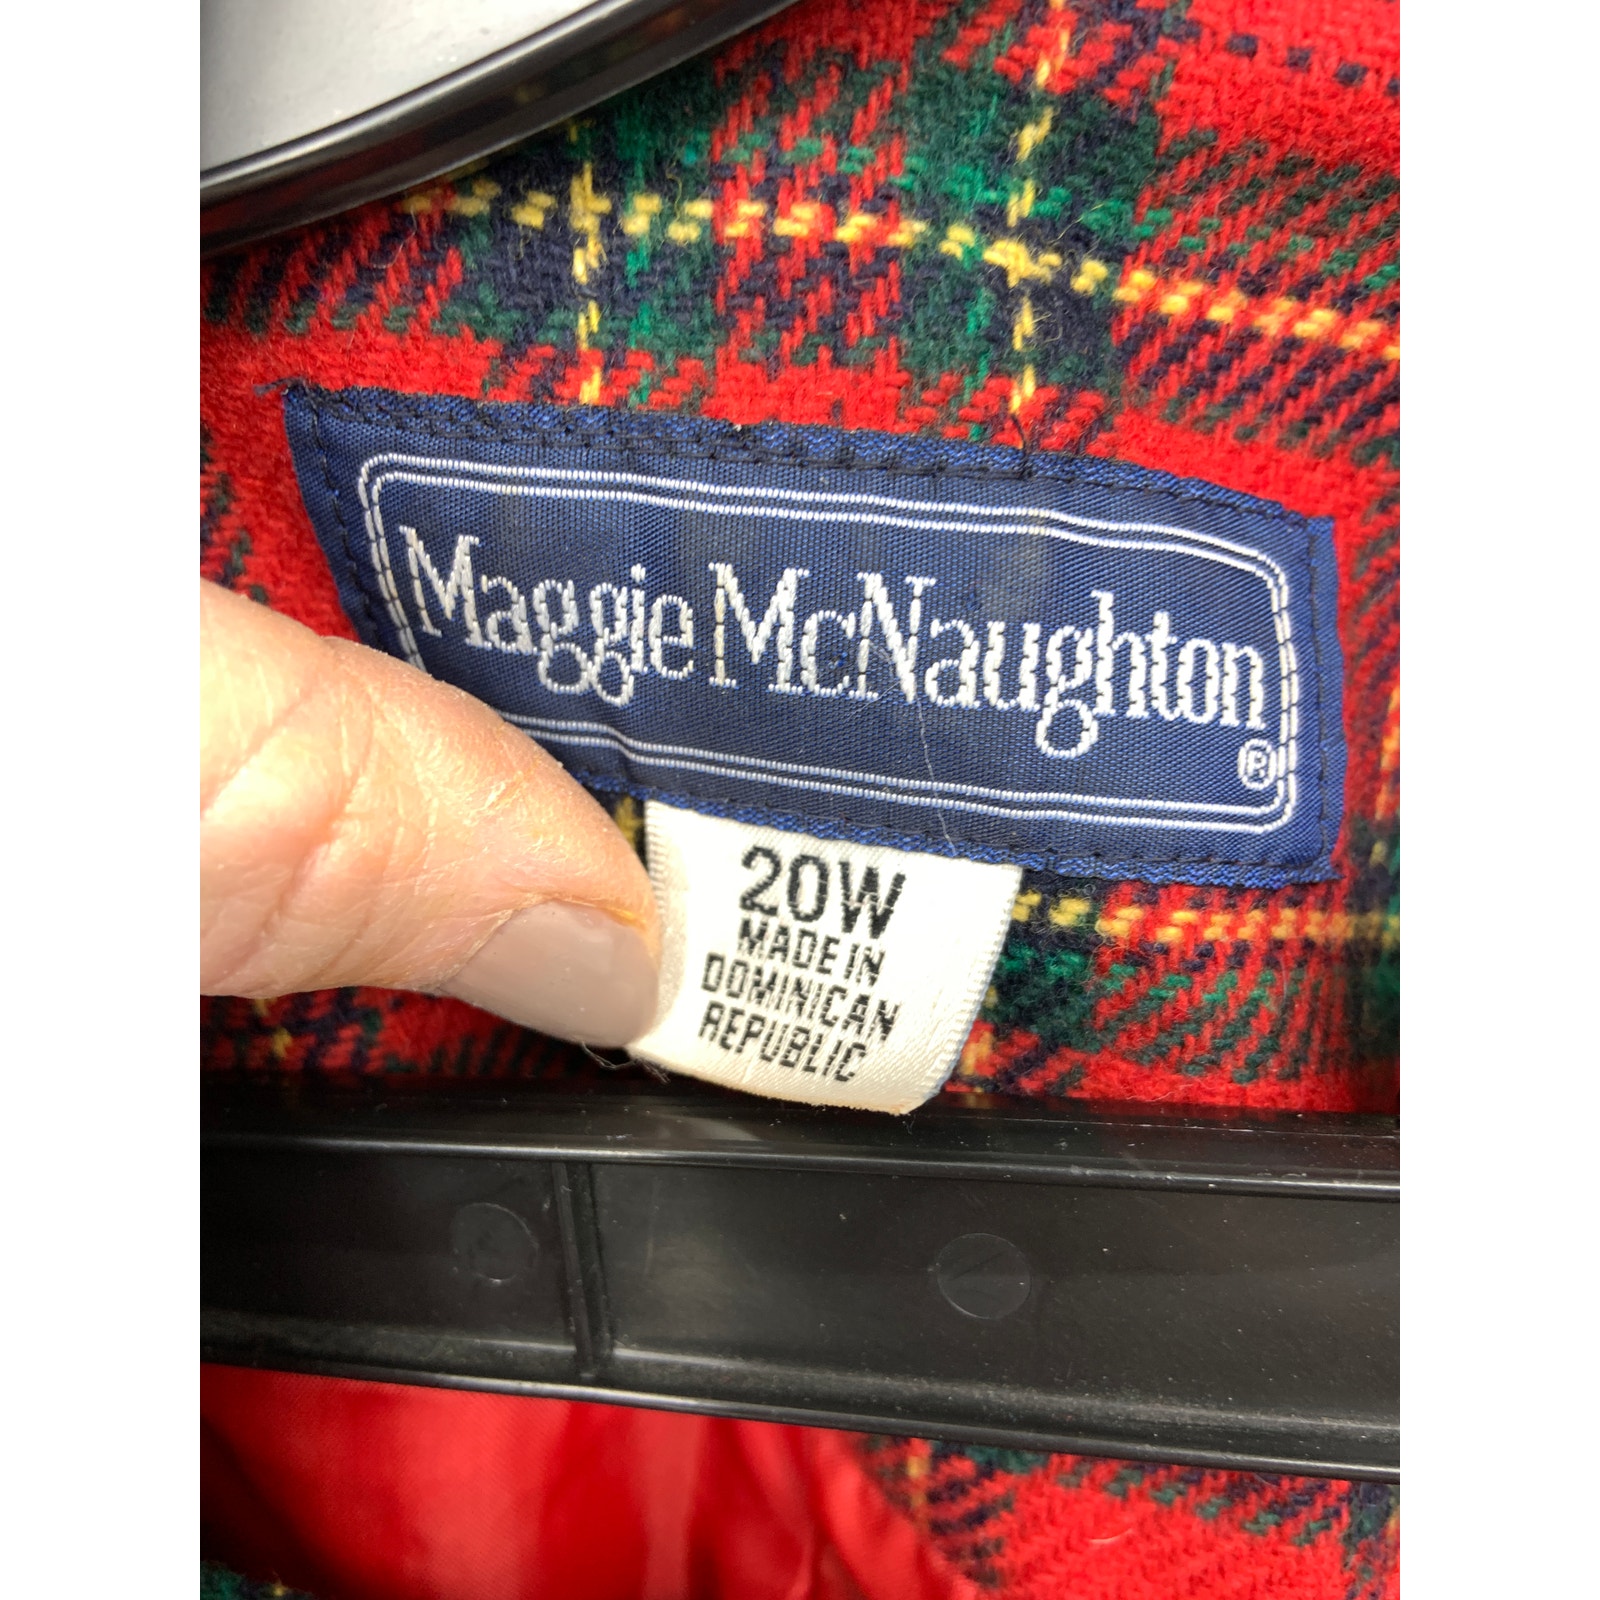 Maggie McNaughton
®
20W
MADE IN
DOMINICAN
REPUBLIC